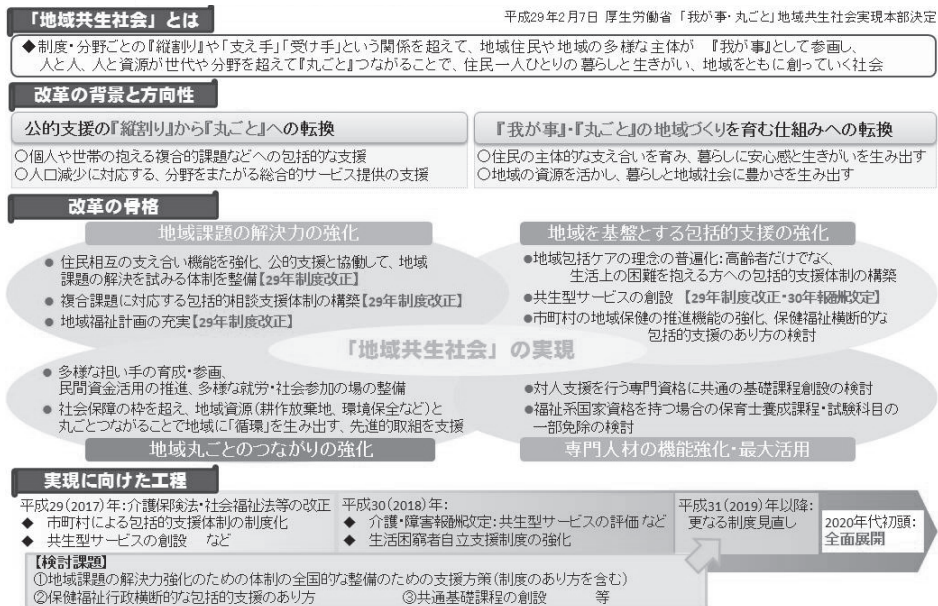 「地域共生社会」とは
平成29年2月7日 厚生労働省 「我が事・丸ごと」地域共生社会実現本部決定
◆制度・分野ごとの『縦割り』や「支え手」「受け手」という関係を超えて、地域住民や地域の多様な主体が 『我が事』として参画し、
人と人、人と資源が世代や分野を超えて『丸ごと』つながることで、住民一人ひとりの暮らしと生きがい、地域をともに創っていく社会
改革の背景と方向性
公的支援の『縦割り』から『丸ごと』への転換
○個人や世帯の抱える複合的課題などへの包括的な支援
○人口減少に対応する、分野をまたがる総合的サービス提供の支援
『我が事』・『丸ごと』の地域づくりを育む仕組みへの転換
○住民の主体的な支え合いを育み、暮らしに安心感と生きがいを生み出す
○地域の資源を活かし、暮らしと地域社会に豊かさを生み出す
改革の骨格
地域課題の解決力の強化
● 住民相互の支え合い機能を強化、公的支援と協働して、地域
課題の解決を試みる体制を整備【29年制度改正】
● 複合課題に対応する包括的相談支援体制の構築【29年制度改正】
● 地域福祉計画の充実【29年制度改正】
地域を基盤とする包括的支援の強化
●地域包括ケアの理念の普遍化:高齢者だけでなく、
生活上の困難を抱える方への包括的支援体制の構築
●共生型サービスの創設 【29年制度改正・30年報酬改定】
●市町村の地域保健の推進機能の強化、保健福祉横断的な
包括的支援のあり方の検討
「地域共生社会」の実現
● 多様な担い手の育成・参画、
民間資金活用の推進、多様な就労・社会参加の場の整備
● 社会保障の枠を超え、地域資源(耕作放棄地、環境保全など)と
丸ごとつながることで地域に「循環」を生み出す、先進的取組を支援
地域丸ごとのつながりの強化
●対人支援を行う専門資格に共通の基礎課程創設の検討
●福祉系国家資格を持つ場合の保育士養成課程・試験科目の
一部免除の検討
専門人材の機能強化・最大活用
実現に向けた工程
平成29(2017)年:介護保険法・社会福祉法等の改正
◆ 市町村による包括的支援体制の制度化
◆ 共生型サービスの創設 など
平成30(2018)年:
◆ 介護・障害報酬改定:共生型サービスの評価 など
◆ 生活困窮者自立支援制度の強化
平成31(2019)年以降:
更なる制度見直し
2020年代初頭:
全面展開
【検討課題】
①地域課題の解決力強化のための体制の全国的な整備のための支援方策(制度のあり方を含む)
②保健福祉行政横断的な包括的支援のあり方 ③共通基礎課程の創設 等